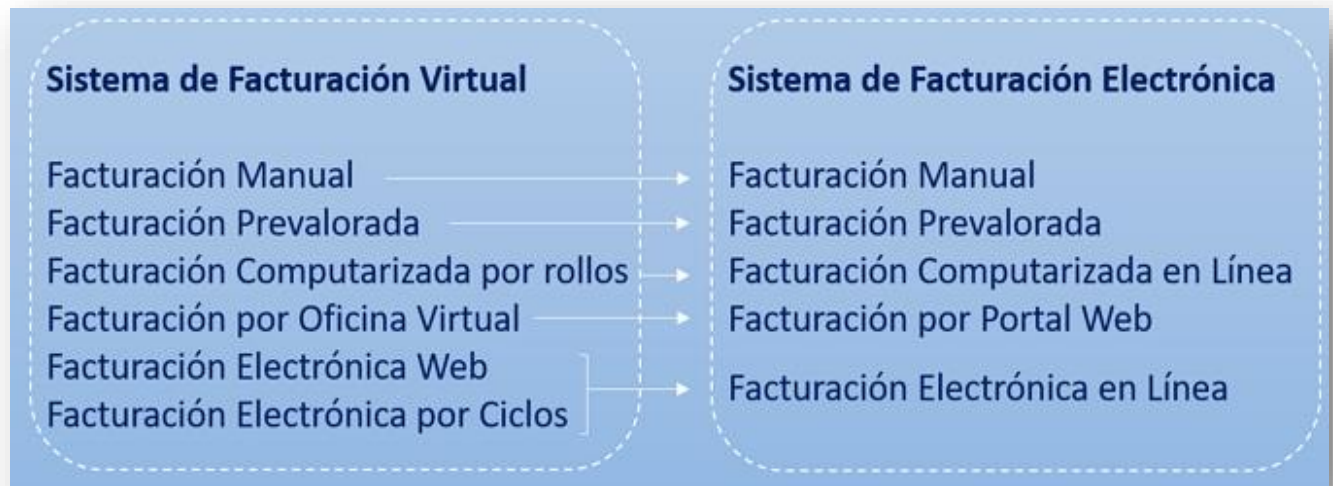 Sistema de Facturación Virtual
Facturación Manual
Facturación Prevalorada
Facturación Computarizada por rollos
Facturación por Oficina Virtual
Facturación Electrónica Web
Facturación Electrónica por Ciclos
Sistema de Facturación Electrónica
Facturación Manual
Facturación Prevalorada
Facturación Computarizada en Línea
Facturación por Portal Web
Facturación Electrónica en Línea